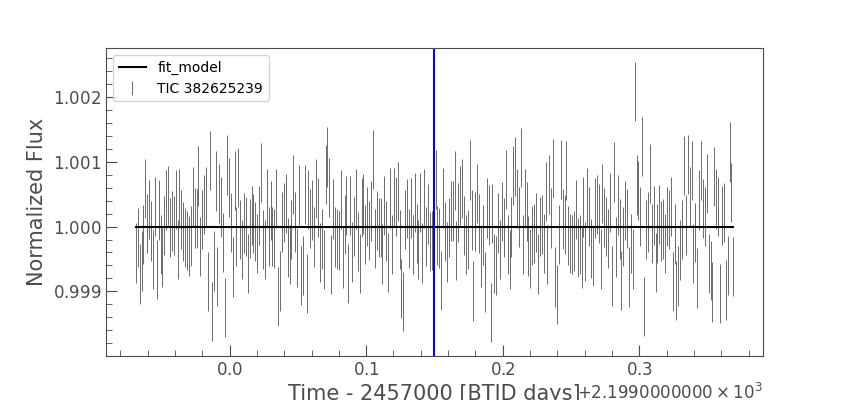 fit_model
TIC 382625239
1.002
1.001
1.000
0.999
Normalized Flux
0.0 0.1 0.2 0.3
Time - 2457000 [BTJD days]
+2.1990000000 × 10³